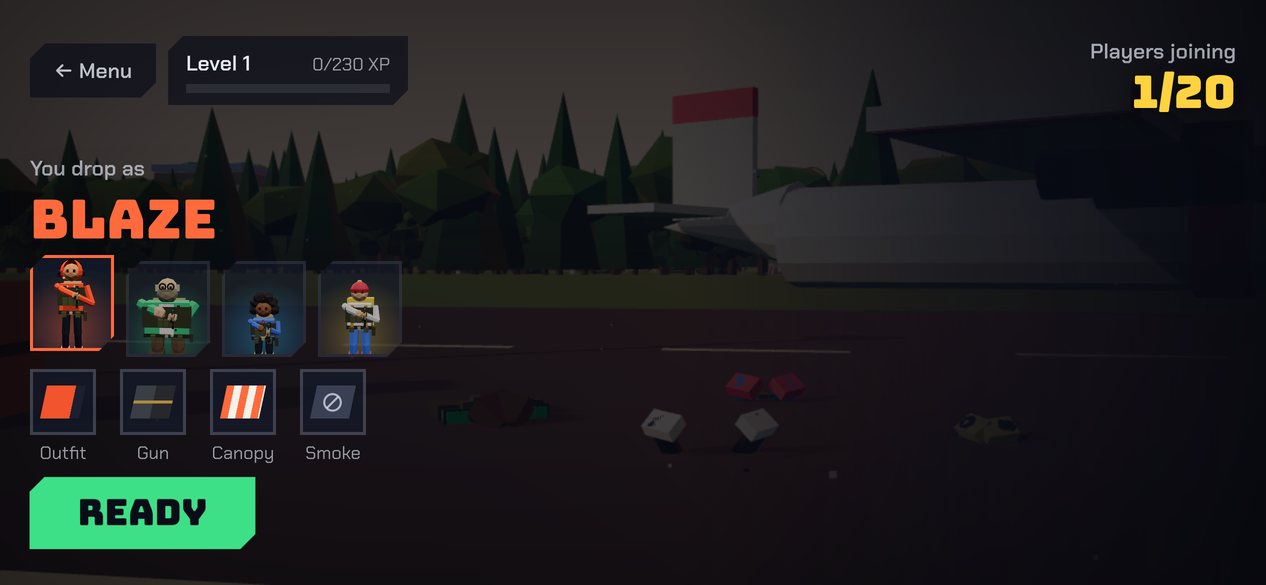 ← Menu
Level 1
0/230 XP
Players joining
1/20
You drop as
BLAZE
Outfit
Gun
Canopy
Smoke
READY